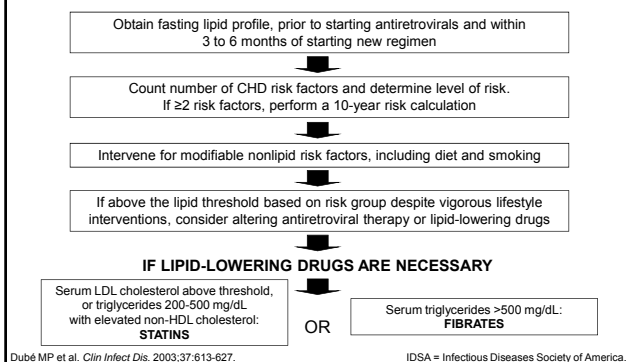 Obtain fasting lipid profile, prior to starting antiretrovirals and within
3 to 6 months of starting new regimen
Count number of CHD risk factors and determine level of risk.
If ≥2 risk factors, perform a 10-year risk calculation
Intervene for modifiable nonlipid risk factors, including diet and smoking
If above the lipid threshold based on risk group despite vigorous lifestyle
interventions, consider altering antiretroviral therapy or lipid-lowering drugs
IF LIPID-LOWERING DRUGS ARE NECESSARY
Serum LDL cholesterol above threshold,
or triglycerides 200-500 mg/dL
with elevated non-HDL cholesterol:
STATINS
OR
Serum triglycerides >500 mg/dL:
FIBRATES
Dubé MP et al. Clin Infect Dis. 2003;37:613-627.
IDSA = Infectious Diseases Society of America.